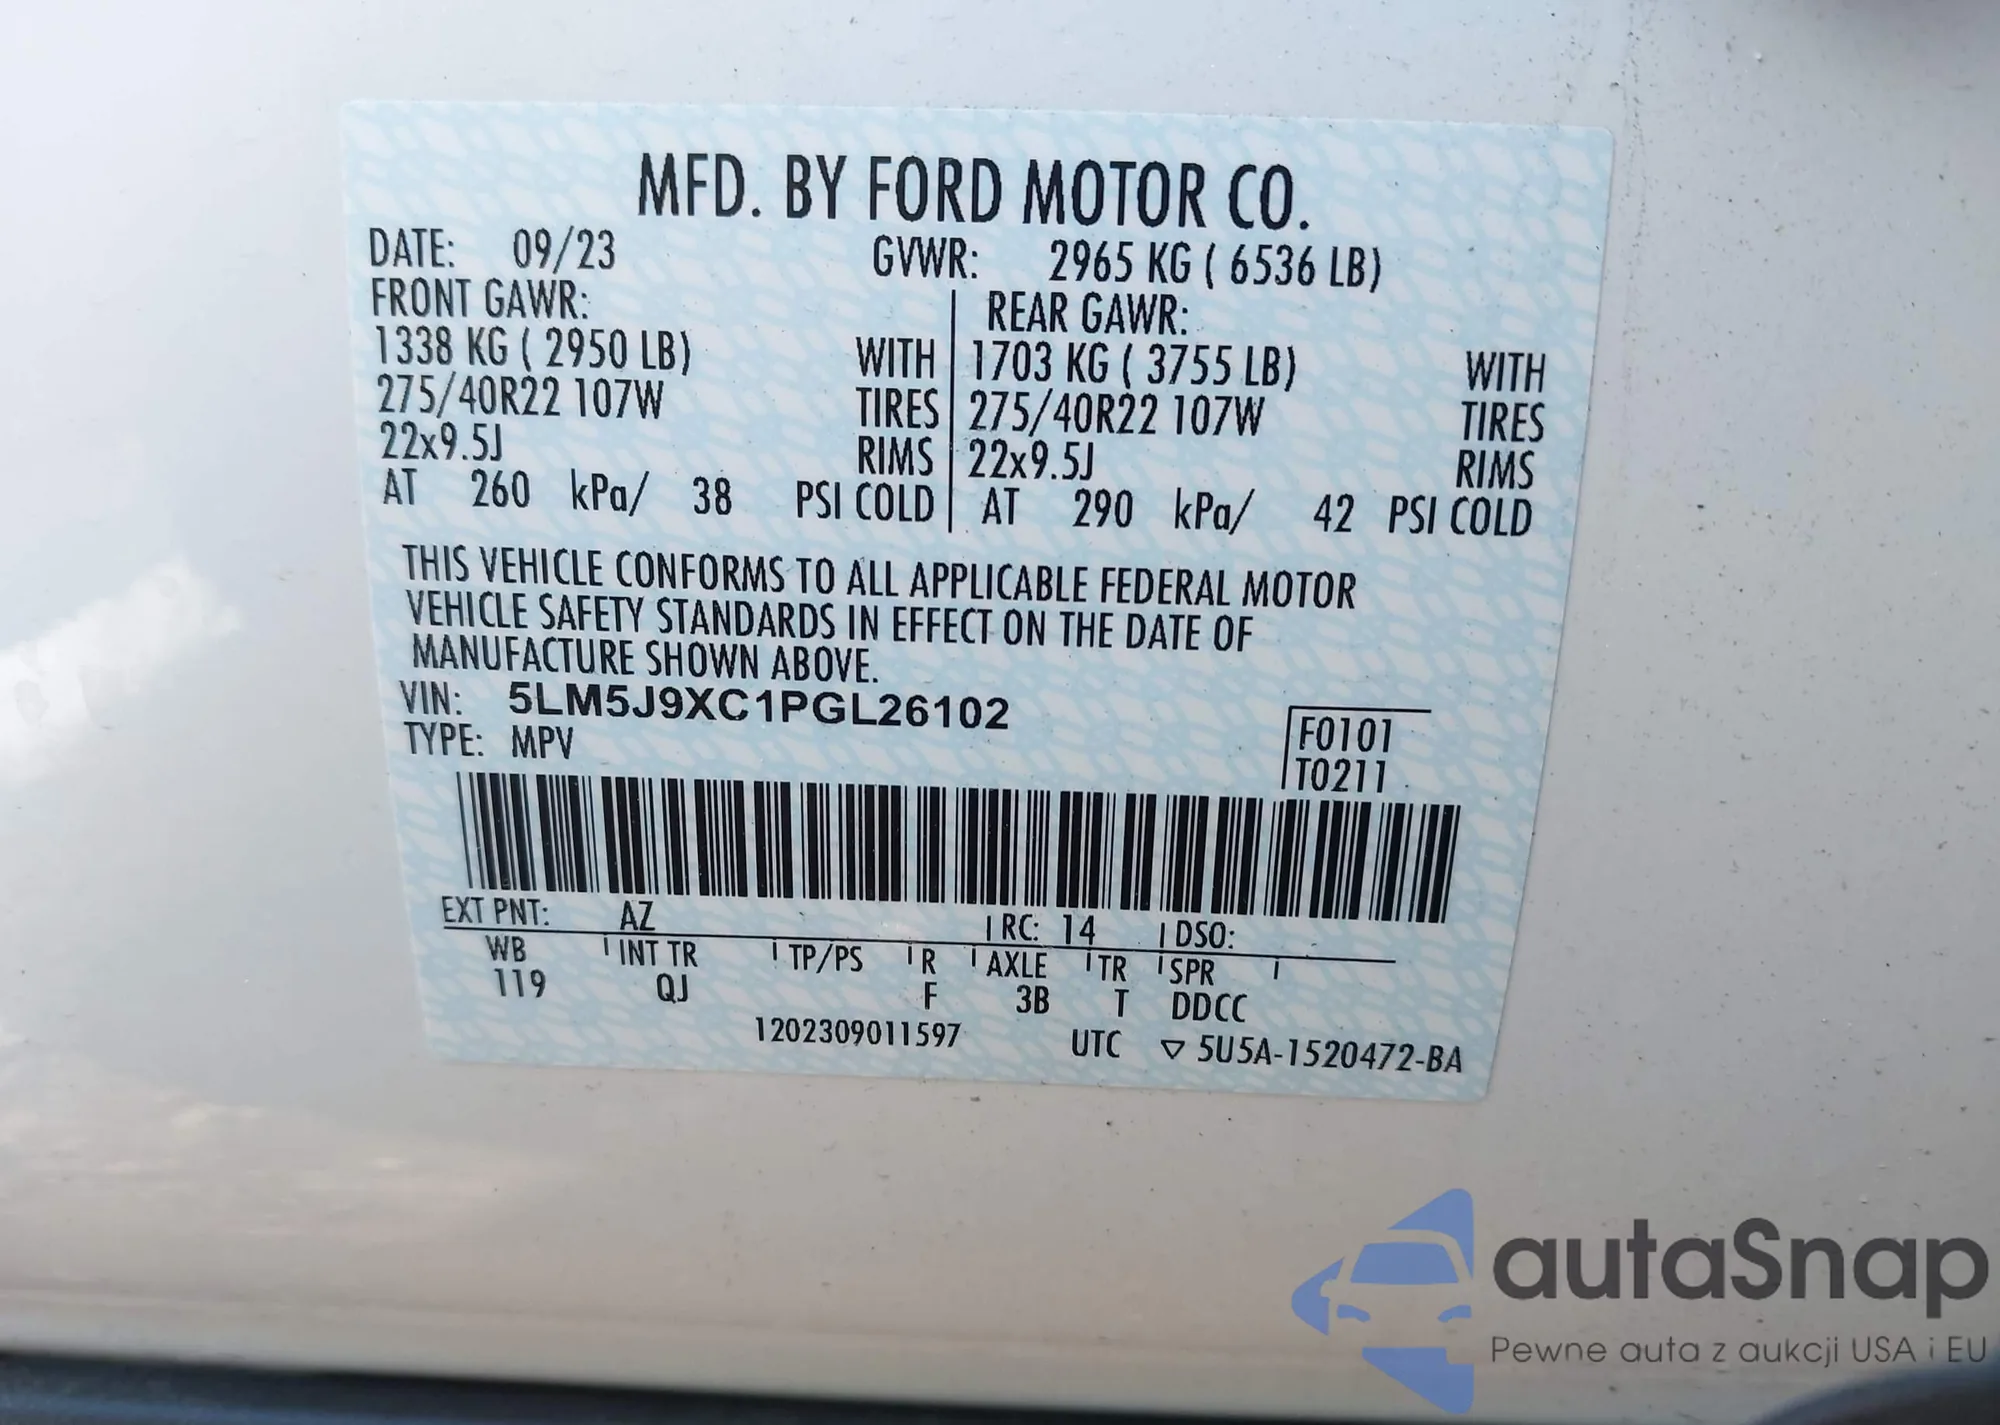 MFD. BY FORD MOTOR CO.
DATE: 09/23 GVWR: 2965 KG ( 6536 LB)
FRONT GAWR: REAR GAWR:
1338 KG ( 2950 LB) WITH 1703 KG ( 3755 LB) WITH
275/40R22 107W TIRES 275/40R22 107W TIRES
22x9.5J RIMS 22x9.5J RIMS
AT 260 kPa/ 38 PSI COLD AT 290 kPa/ 42 PSI COLD
THIS VEHICLE CONFORMS TO ALL APPLICABLE FEDERAL MOTOR
VEHICLE SAFETY STANDARDS IN EFFECT ON THE DATE OF
MANUFACTURE SHOWN ABOVE.
VIN: 5LM5J9XC1PGL26102
TYPE: MPV
F0101
T0211
EXT PNT: AZ RC: 14 DSO:
WB INT TR TP/PS R AXLE TR SPR
119 QJ F 3B T DDCC
1202309011597 UTC ▽ 5U5A-1520472-BA
autaSnap
Pewne auta z aukcji USA i EU